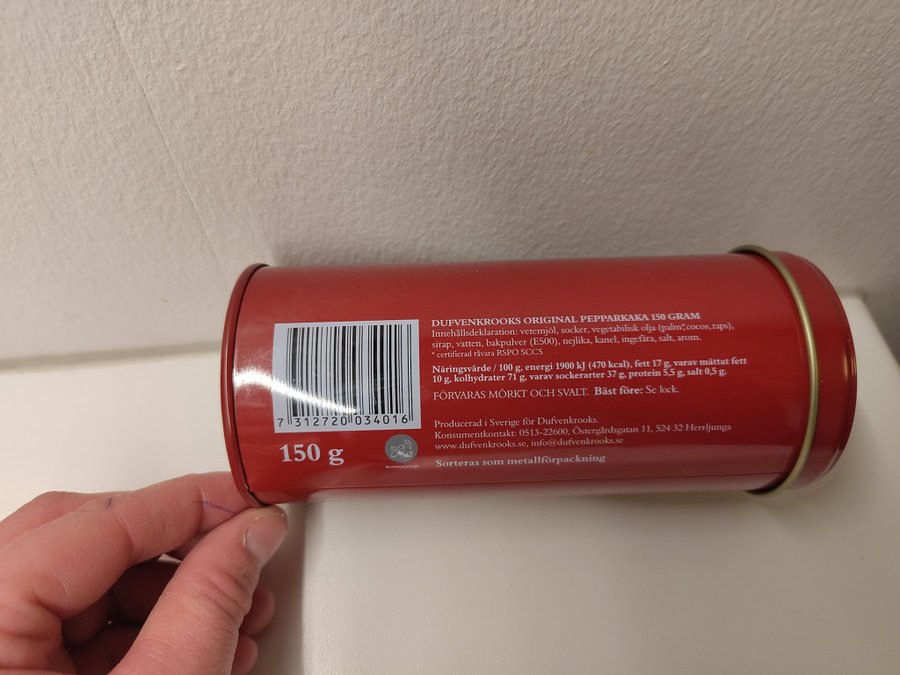 DUFVENKROOKS ORIGINAL PEPPARKAKA 150 GRAM
Innehållsdeklaration: vetemjöl, socker, vegetabilisk olja (palm*, cocos, raps),
sirap, vatten, bakpulver (E500), nejlika, kanel, ingefära, salt, arom.
* certifierad råvara RSPO SCCS
Näringsvärde / 100 g, energi 1900 kJ (470 kcal), fett 17 g, varav mättat fett
10 g, kolhydrater 71 g, varav sockerarter 37 g, protein 5,5 g, salt 0,5 g.
FÖRVARAS MÖRKT OCH SVALT. Bäst före: Se lock.
Producerad i Sverige för Dufvenkrooks.
Konsumentkontakt: 0513-22600, Östergårdsgatan 11, 524 32 Herrljunga
www.dufvenkrooks.se, info@dufvenkrooks.se
Sorteras som metallförpackning
7 312720 034016
150 g